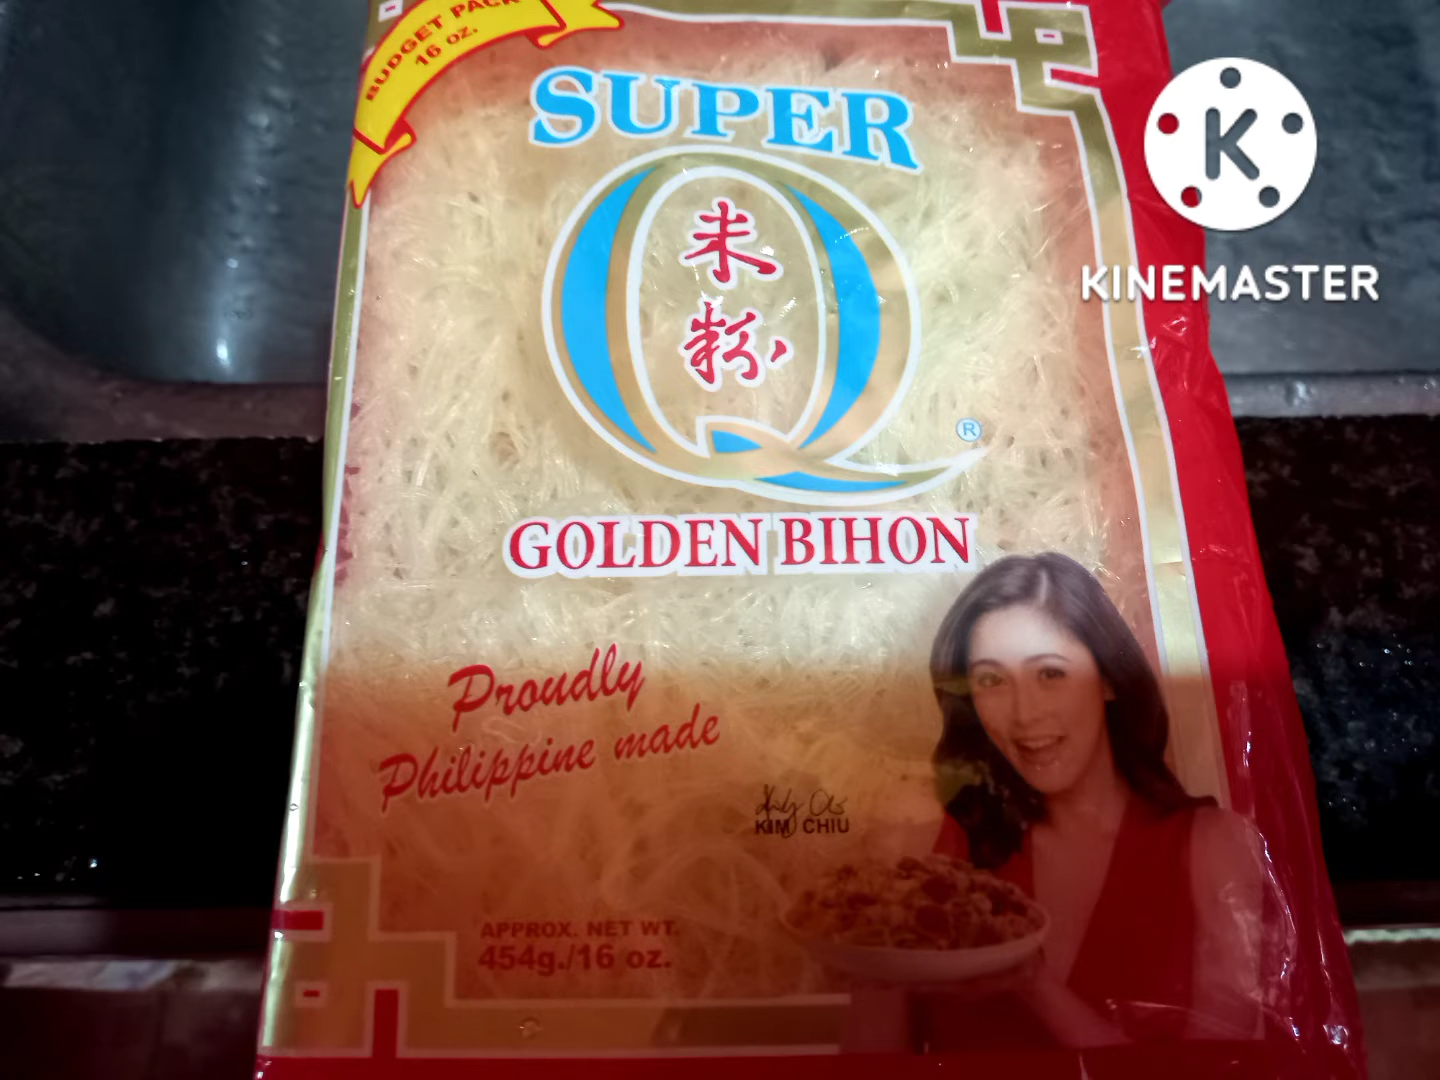 BUDGET PACK
16 oz.
SUPER
Q
米
粉
®
GOLDEN BIHON
Proudly
Philippine made
KIM CHIU
APPROX. NET WT.
454g./16 oz.
K
KINEMASTER